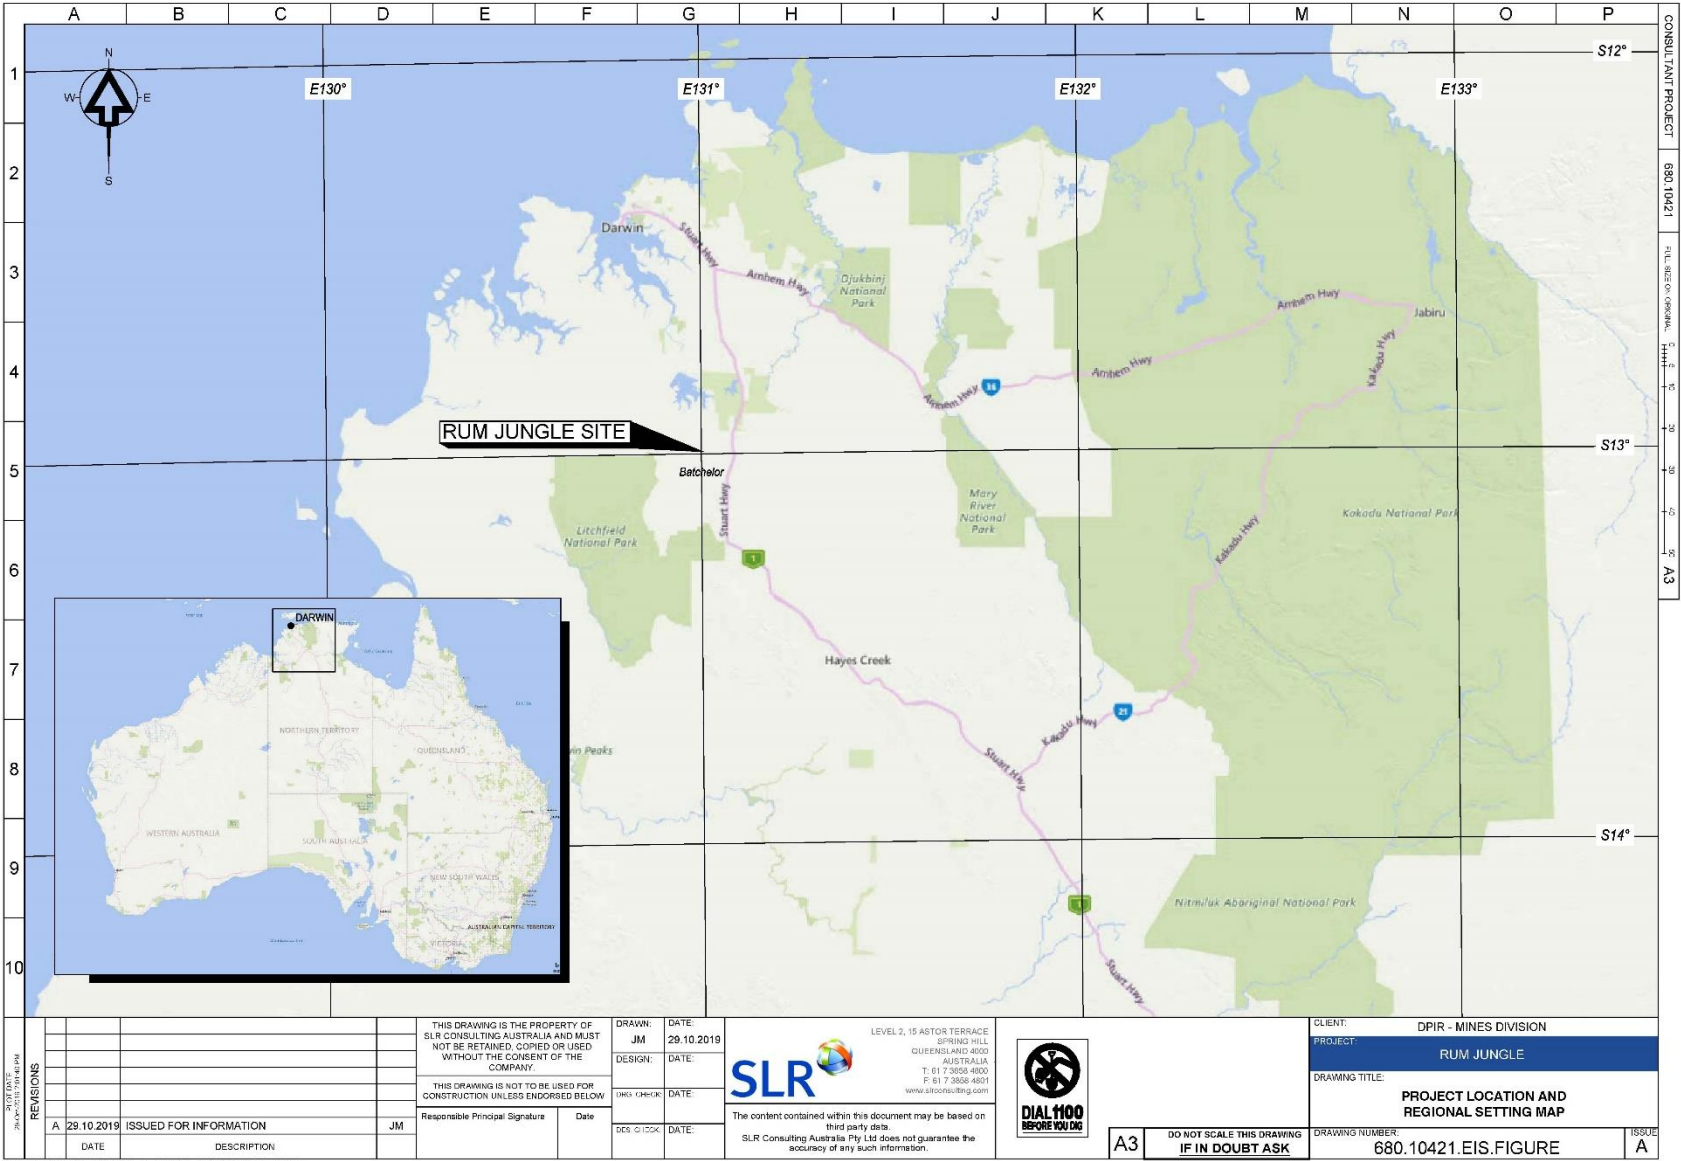 A B C D E F G H I J K L M N O P
1
2
3
4
5
6
7
8
9
10
N
W E
S
E130°
E131°
E132°
E133°
S12°
S13°
S14°
Darwin
Stuart Hwy
Arnhem Hwy
Djukbinj
National
Park
Arnhem Hwy
Jabiru
Kakadu Hwy
Arnhem Hwy
36
Arnhem Hwy
RUM JUNGLE SITE
Batchelor
Stuart Hwy
Litchfield
National Park
Mary
River
National
Park
Kakadu National Park
Kakadu Hwy
1
Hayes Creek
21
Kakadu Hwy
Stuart Hwy
in Peaks
1
Nitmiluk Aboriginal National Park
Stuart Hwy
DARWIN
NORTHERN TERRITORY
QUEENSLAND
WESTERN AUSTRALIA
SOUTH AUSTRALIA
NEW SOUTH WALES
AUSTRALIAN CAPITAL TERRITORY
VICTORIA
CONSULTANT PROJECT
680.10421
FULL SIZE ON ORIGINAL
A3
PLOT DATE:
REVISIONS
A 29.10.2019 ISSUED FOR INFORMATION JM
DATE DESCRIPTION
THIS DRAWING IS THE PROPERTY OF
SLR CONSULTING AUSTRALIA AND MUST
NOT BE RETAINED, COPIED OR USED
WITHOUT THE CONSENT OF THE
COMPANY.
THIS DRAWING IS NOT TO BE USED FOR
CONSTRUCTION UNLESS ENDORSED BELOW
Responsible Principal Signature Date
DRAWN: DATE:
JM 29.10.2019
DESIGN: DATE:
DRG CHECK: DATE:
DES CHECK: DATE:
SLR
LEVEL 2, 15 ASTOR TERRACE
SPRING HILL
QUEENSLAND 4000
AUSTRALIA
T: 61 7 3858 4800
F: 61 7 3858 4801
www.slrconsulting.com
The content contained within this document may be based on
third party data.
SLR Consulting Australia Pty Ltd does not guarantee the
accuracy of any such information.
DIAL 1100
BEFORE YOU DIG
A3
DO NOT SCALE THIS DRAWING
IF IN DOUBT ASK
CLIENT: DPIR - MINES DIVISION
PROJECT:
RUM JUNGLE
DRAWING TITLE:
PROJECT LOCATION AND
REGIONAL SETTING MAP
DRAWING NUMBER:
680.10421.EIS.FIGURE
ISSUE
A